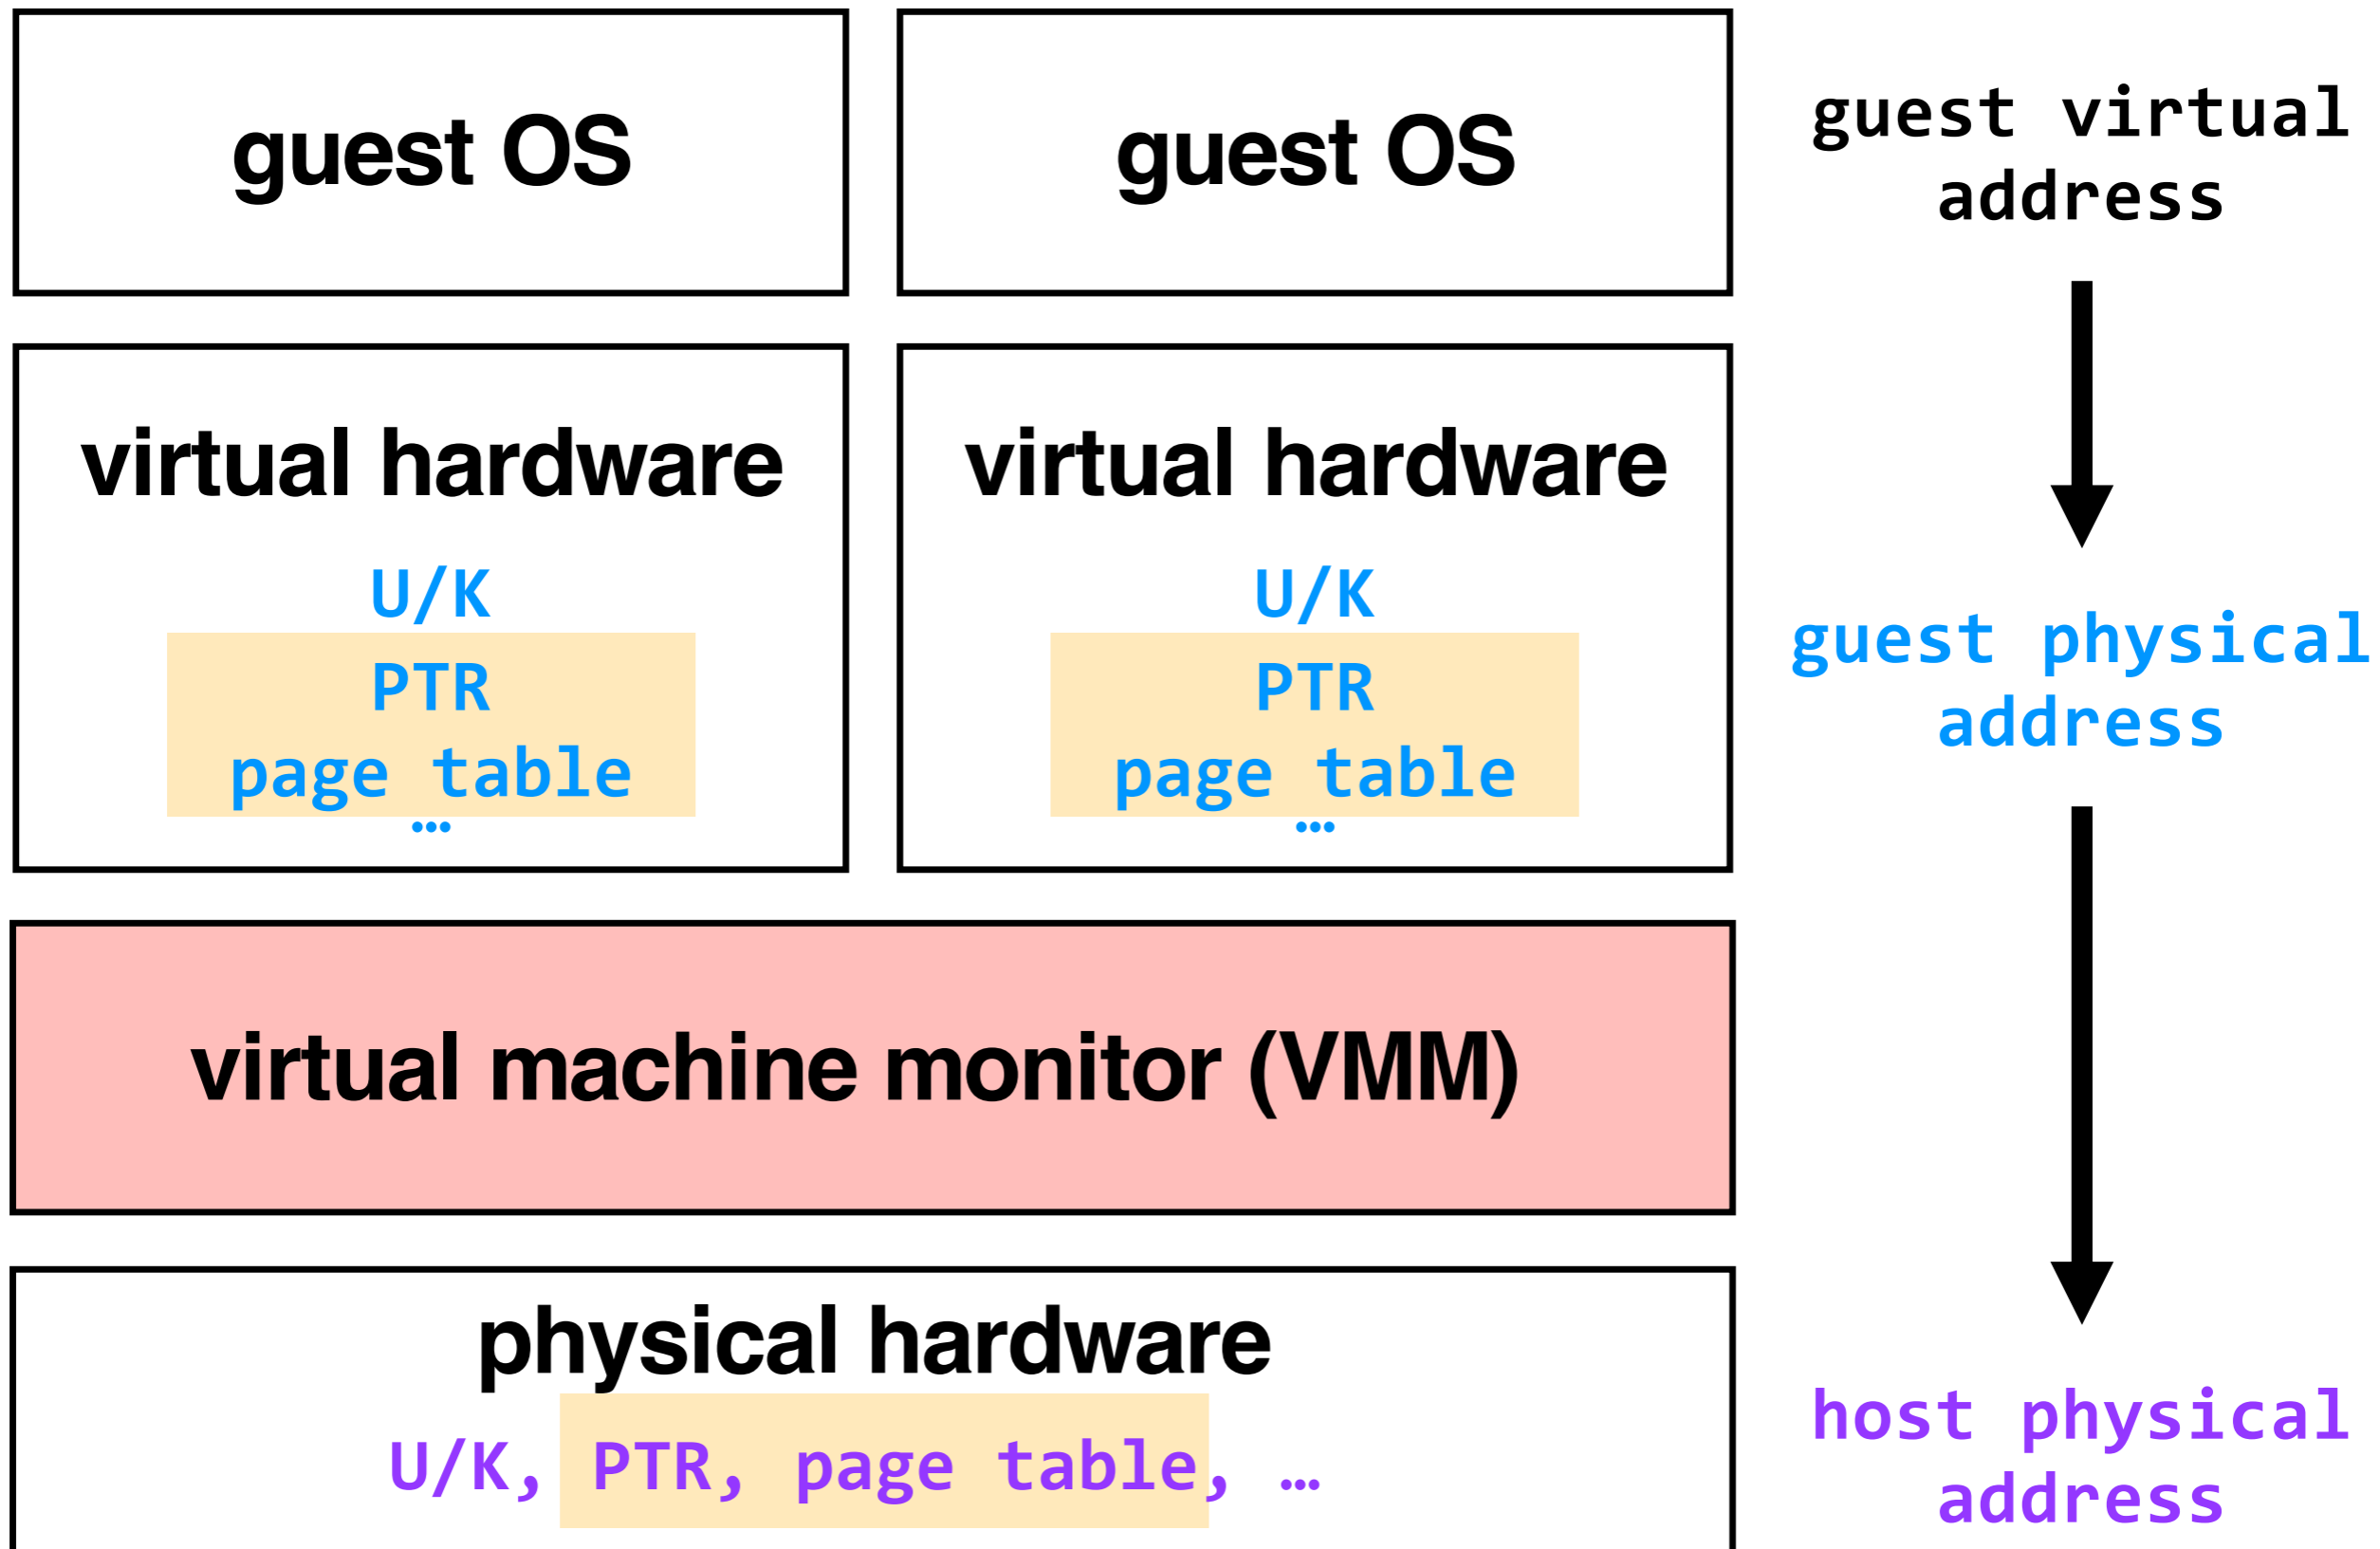 guest OS
guest OS
virtual hardware
U/K
PTR
page table
…
virtual hardware
U/K
PTR
page table
…
virtual machine monitor (VMM)
physical hardware
U/K, PTR, page table, …
guest virtual
address
guest physical
address
host physical
address